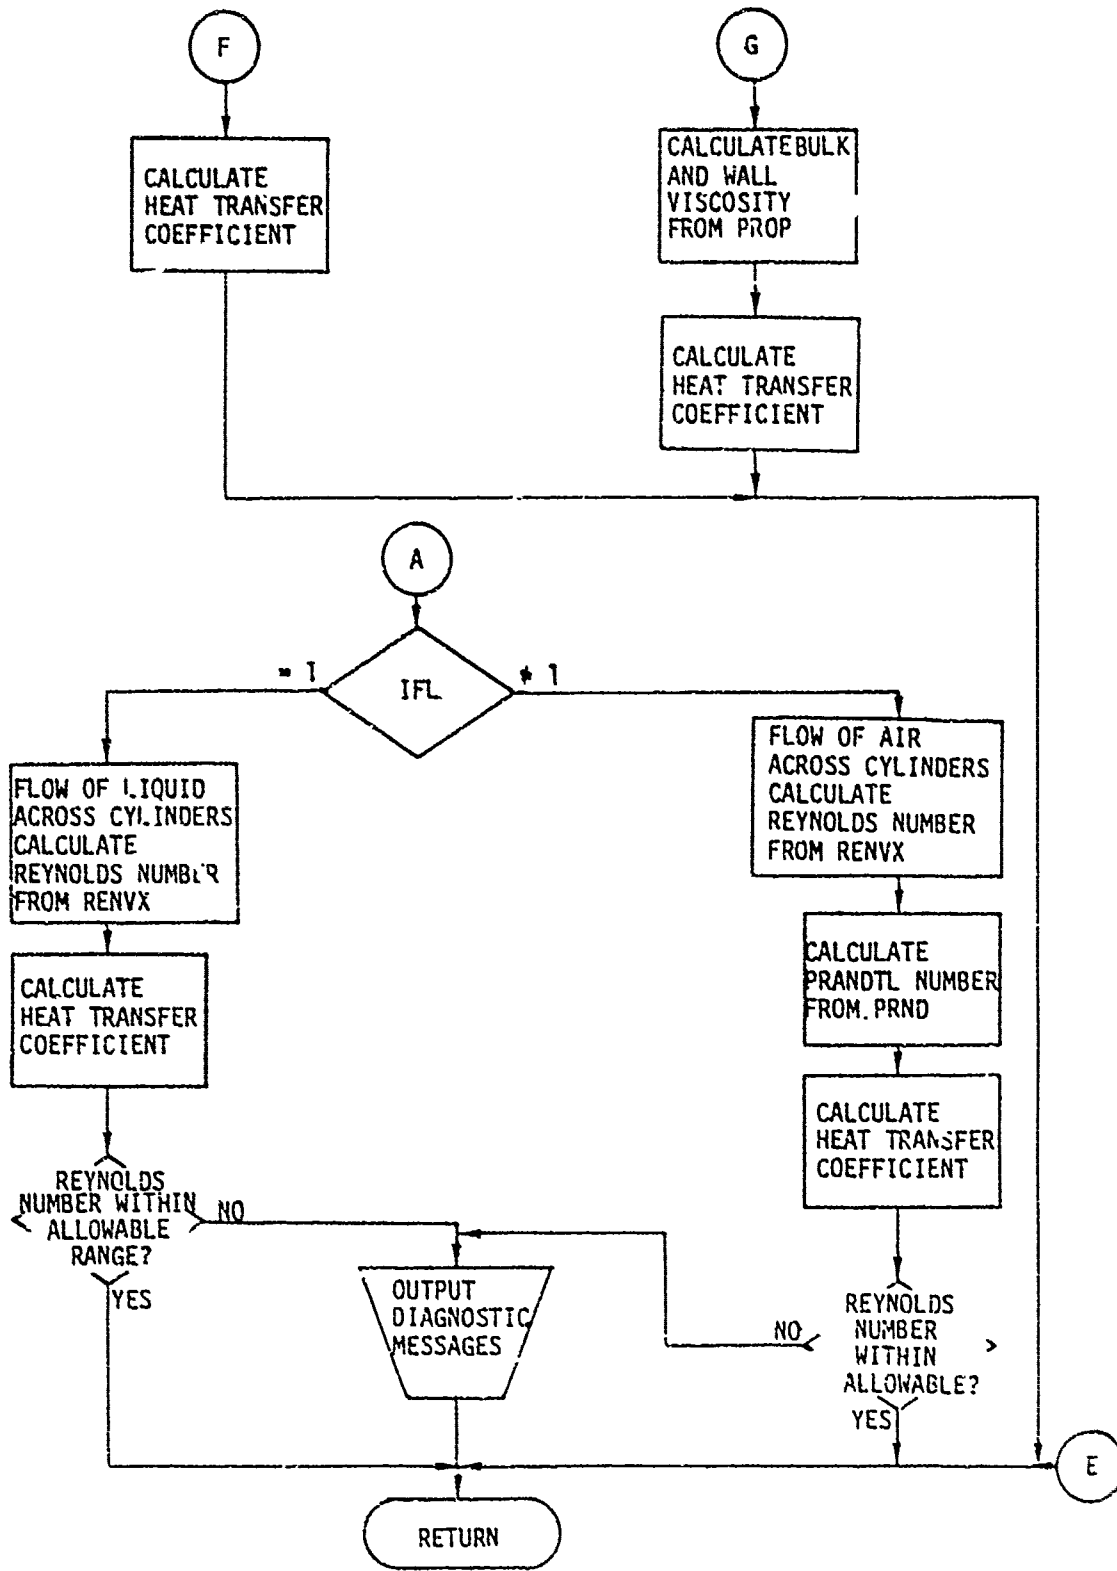 F
CALCULATE
HEAT TRANSFER
COEFFICIENT
G
CALCULATE BULK
AND WALL
VISCOSITY
FROM PROP
CALCULATE
HEAT TRANSFER
COEFFICIENT
A
IFL
= 1
≠ 1
FLOW OF LIQUID
ACROSS CYLINDERS
CALCULATE
REYNOLDS NUMBER
FROM RENVX
CALCULATE
HEAT TRANSFER
COEFFICIENT
REYNOLDS
NUMBER WITHIN
ALLOWABLE
RANGE?
NO
YES
FLOW OF AIR
ACROSS CYLINDERS
CALCULATE
REYNOLDS NUMBER
FROM RENVX
CALCULATE
PRANDTL NUMBER
FROM PRND
CALCULATE
HEAT TRANSFER
COEFFICIENT
REYNOLDS
NUMBER
WITHIN
ALLOWABLE?
NO
YES
OUTPUT
DIAGNOSTIC
MESSAGES
E
RETURN